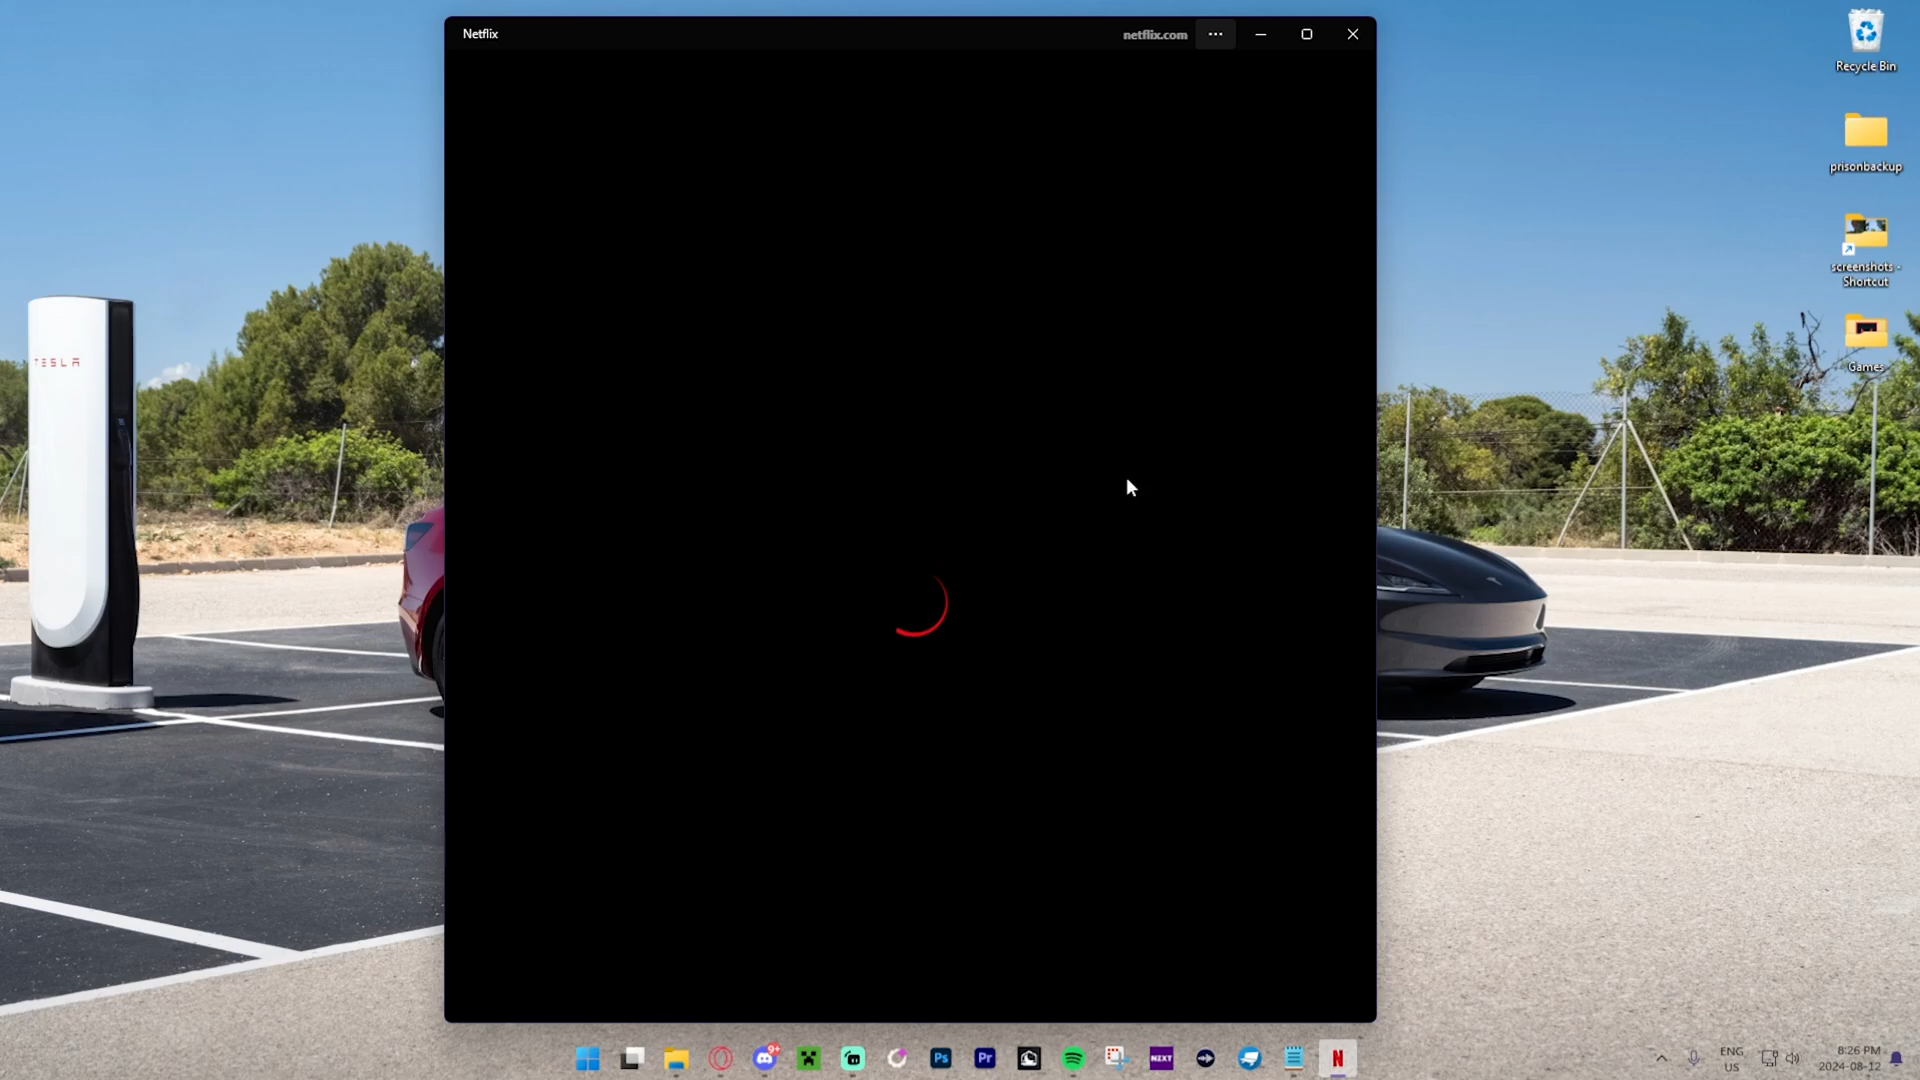 Netflix
netflix.com
Recycle Bin
prisonbackup
screenshots -
Shortcut
Games
TESLA
9+
Ps
Pr
NZXT
N
ENG
US
8:26 PM
2024-08-12